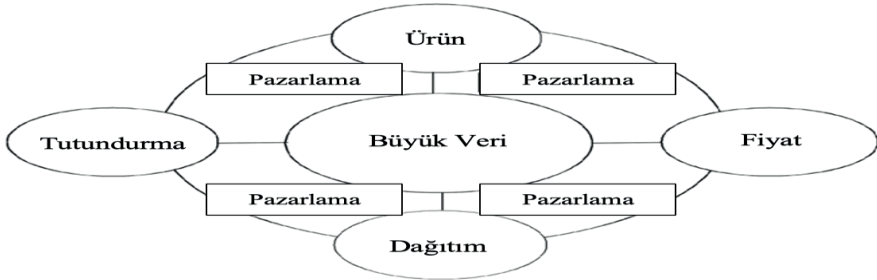 Ürün
Pazarlama
Pazarlama
Tutundurma
Büyük Veri
Fiyat
Pazarlama
Pazarlama
Dağıtım